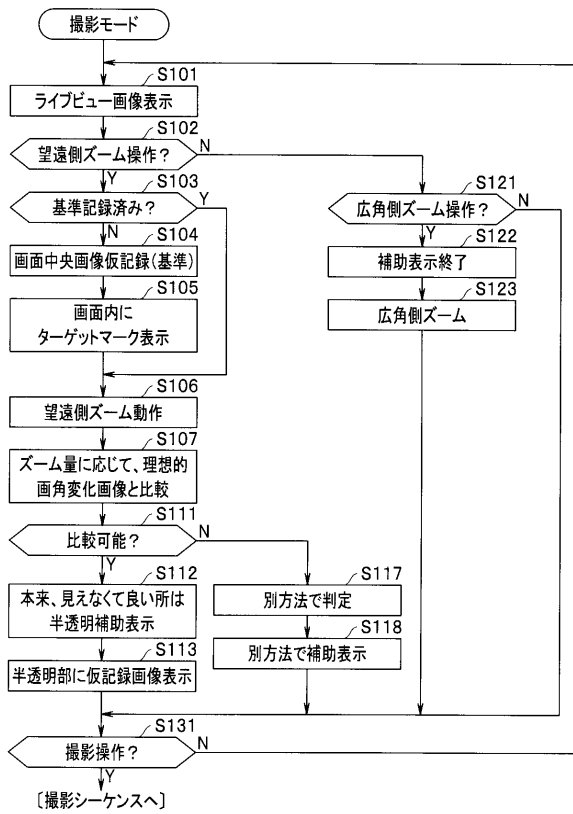 撮影モード
S101
ライブビュー画像表示
S102
望遠側ズーム操作？
N
Y
S103
基準記録済み？
Y
N
S104
画面中央画像仮記録(基準)
S105
画面内に
ターゲットマーク表示
S106
望遠側ズーム動作
S107
ズーム量に応じて、理想的
画角変化画像と比較
S111
比較可能？
N
Y
S112
本来、見えなくて良い所は
半透明補助表示
S113
半透明部に仮記録画像表示
S117
別方法で判定
S118
別方法で補助表示
S121
広角側ズーム操作？
N
Y
S122
補助表示終了
S123
広角側ズーム
S131
撮影操作？
N
Y
〔撮影シーケンスへ〕